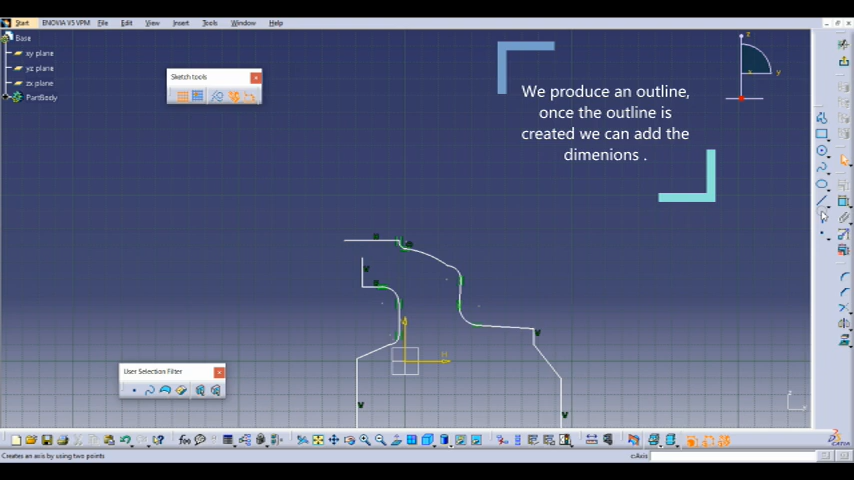 Start ENOVIA V5 VPM File Edit View Insert Tools Window Help
Base
xy plane
yz plane
zx plane
PartBody
Sketch tools
We produce an outline,
once the outline is
created we can add the
dimenions .
z
y
H
User Selection Filter
z
y
CATIA
Creates an axis by using two points
c:Axis